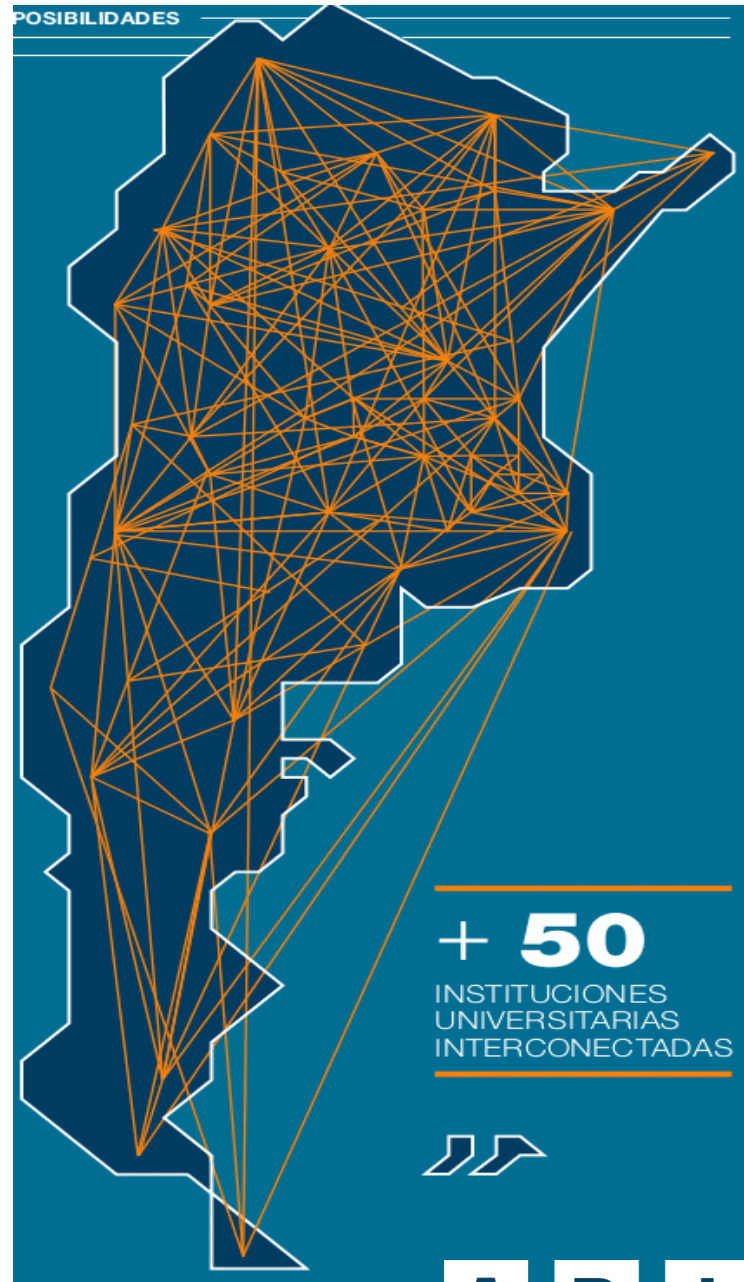 POSIBILIDADES
+ 50
INSTITUCIONES
UNIVERSITARIAS
INTERCONECTADAS